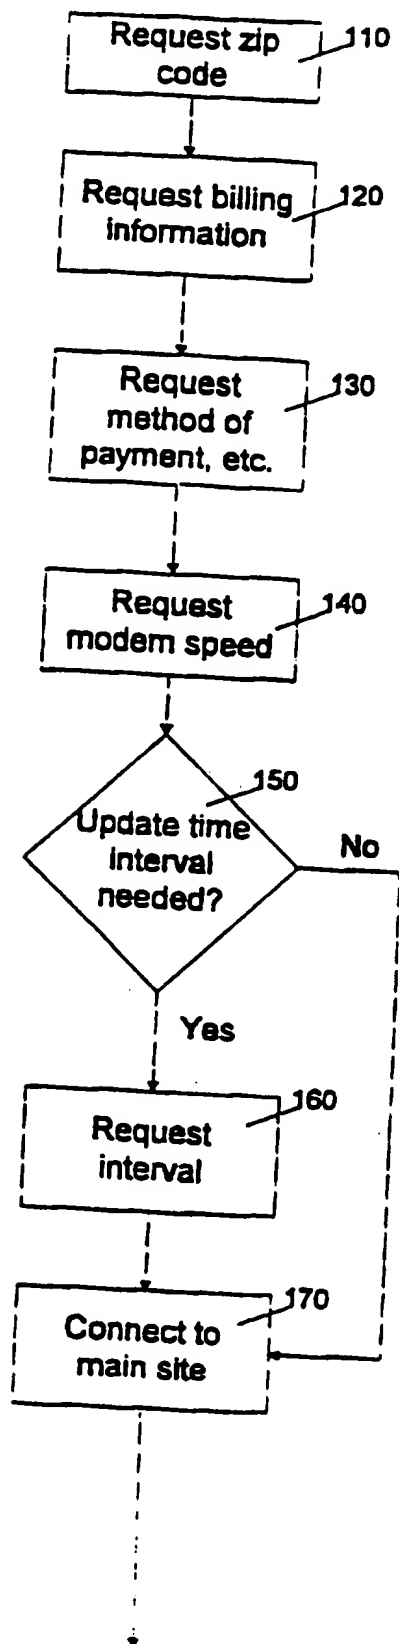 Request zip
code
110
Request billing
information
120
Request
method of
payment, etc.
130
Request
modem speed
140
150
Update time
interval
needed?
No
Yes
Request
interval
160
Connect to
main site
170